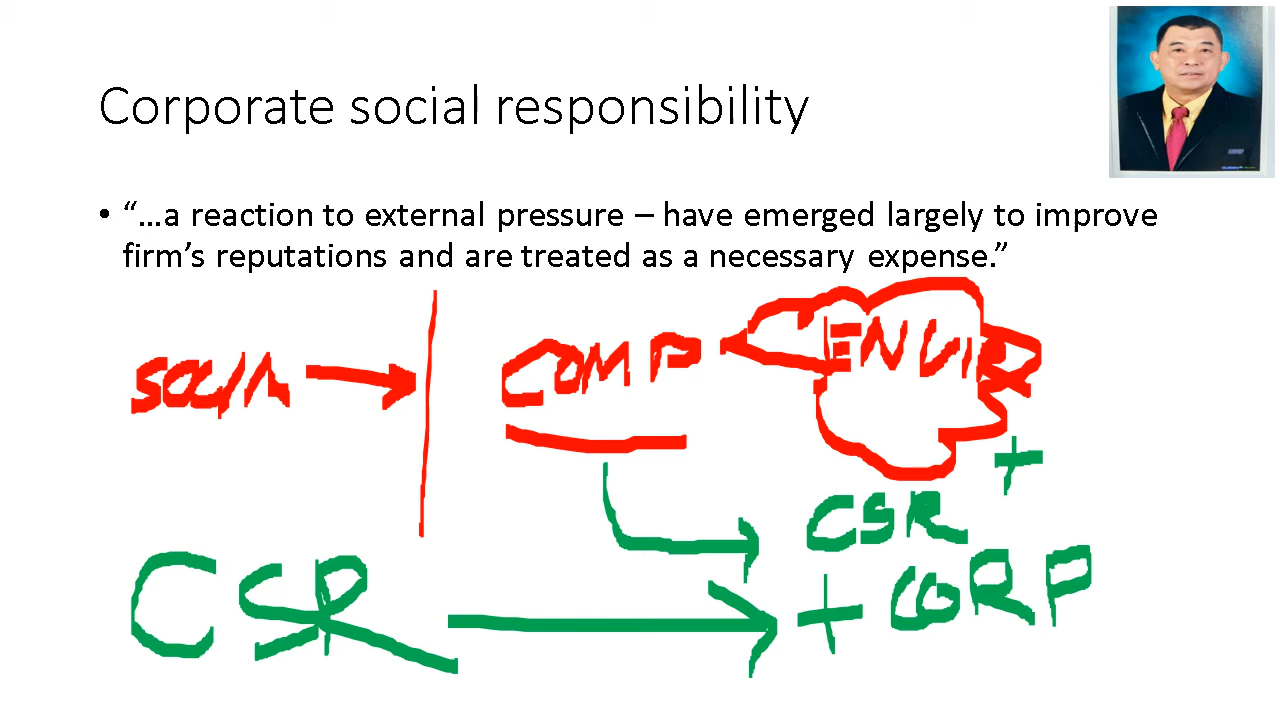 Corporate social responsibility
• “…a reaction to external pressure – have emerged largely to improve
firm’s reputations and are treated as a necessary expense.”
COMP
ENVIR
+
CSR
CSR
+ CORP